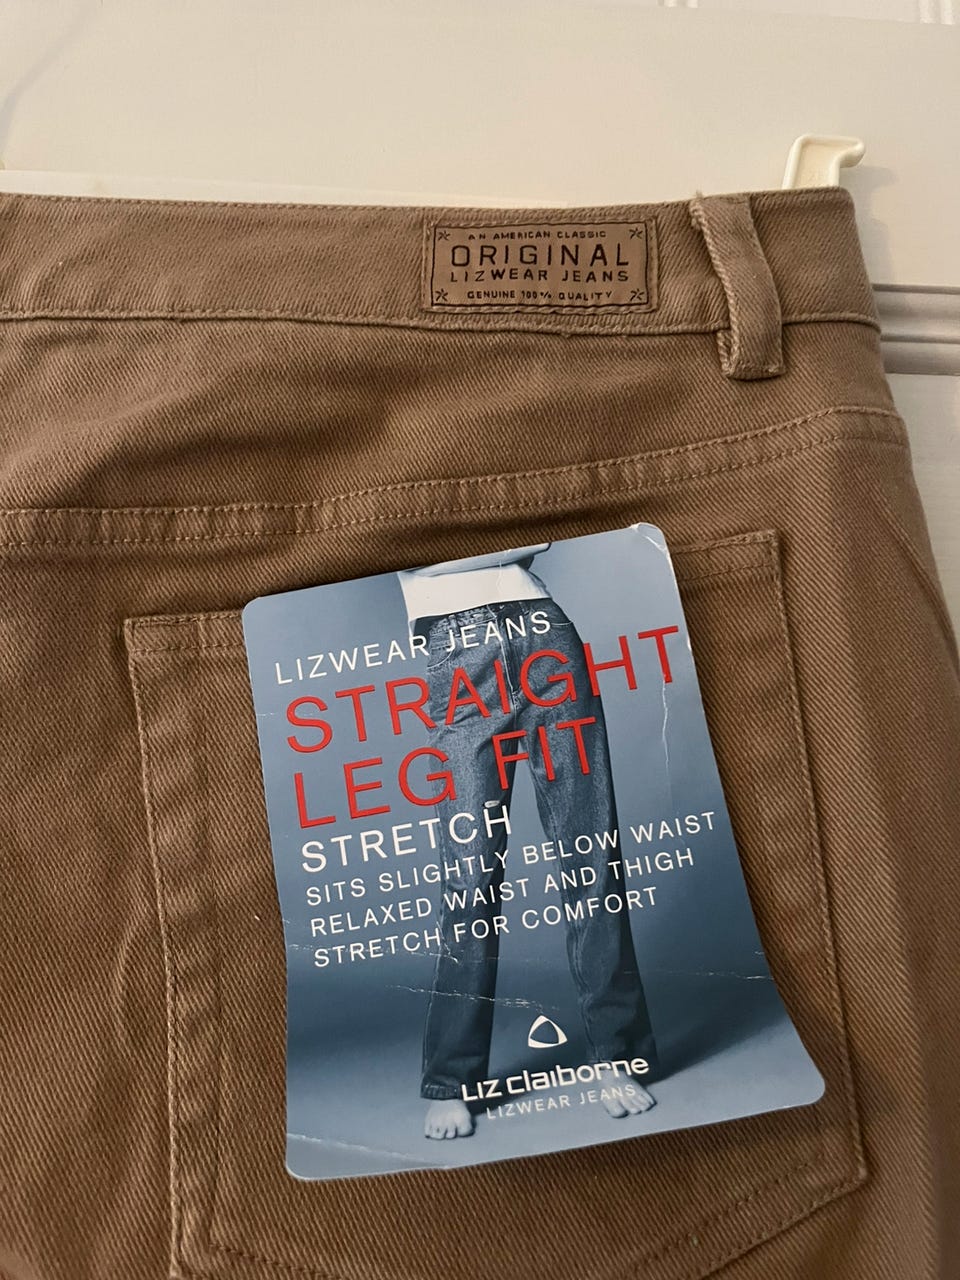 AN AMERICAN CLASSIC
ORIGINAL
LIZWEAR JEANS
GENUINE 100% QUALITY
LIZWEAR JEANS
STRAIGHT
LEG FIT
STRETCH
SITS SLIGHTLY BELOW WAIST
RELAXED WAIST AND THIGH
STRETCH FOR COMFORT
LIZ claiborne
LIZWEAR JEANS